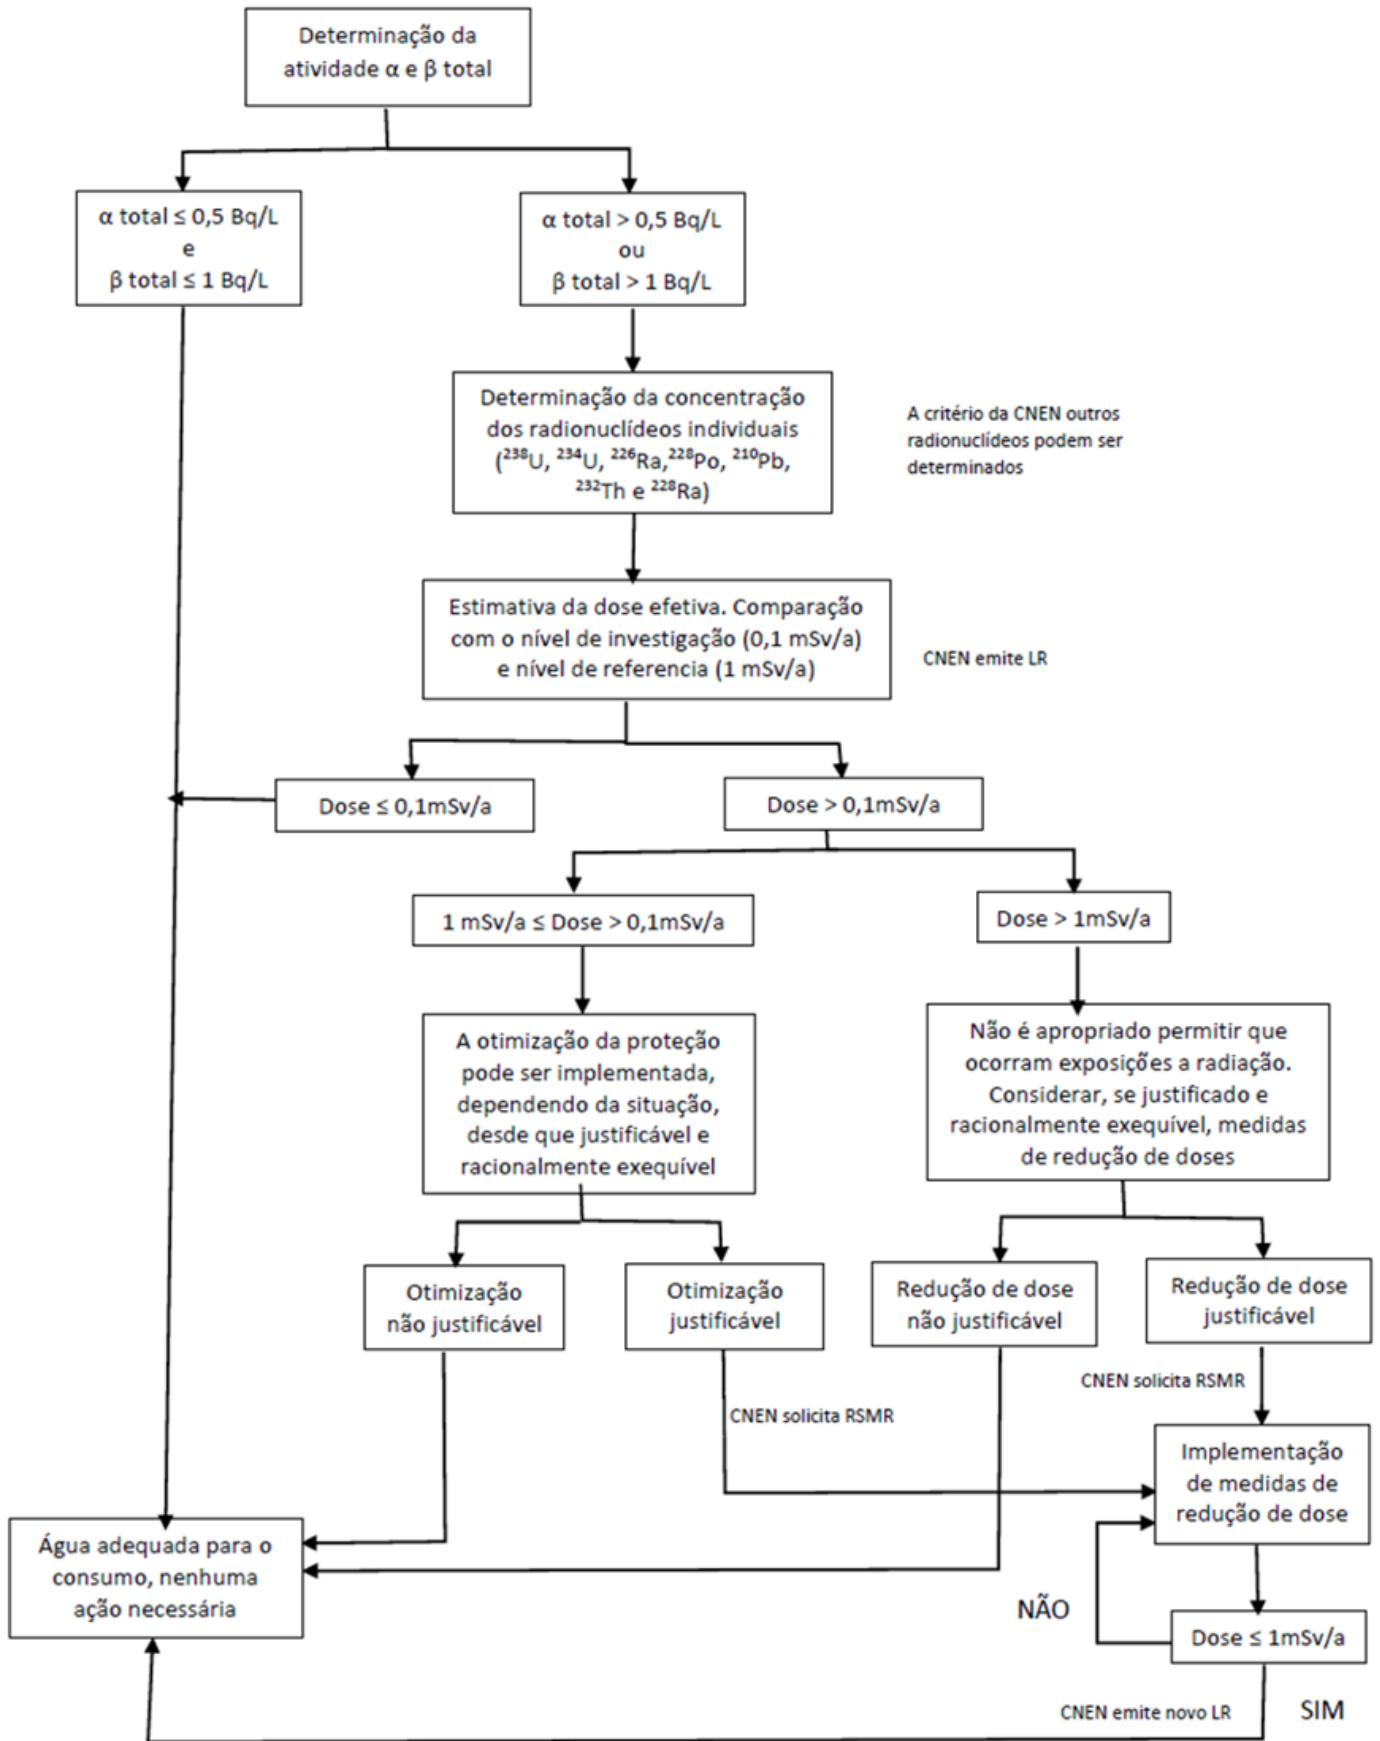 Determinação da
atividade α e β total
α total ≤ 0,5 Bq/L
e
β total ≤ 1 Bq/L
α total > 0,5 Bq/L
ou
β total > 1 Bq/L
Determinação da concentração
dos radionuclídeos individuais
(²³⁸U, ²³⁴U, ²²⁶Ra,²²⁸Po, ²¹⁰Pb,
²³²Th e ²²⁸Ra)
A critério da CNEN outros
radionuclídeos podem ser
determinados
Estimativa da dose efetiva. Comparação
com o nível de investigação (0,1 mSv/a)
e nível de referencia (1 mSv/a)
CNEN emite LR
Dose ≤ 0,1mSv/a
Dose > 0,1mSv/a
1 mSv/a ≤ Dose > 0,1mSv/a
Dose > 1mSv/a
A otimização da proteção
pode ser implementada,
dependendo da situação,
desde que justificável e
racionalmente exequível
Não é apropriado permitir que
ocorram exposições a radiação.
Considerar, se justificado e
racionalmente exequível, medidas
de redução de doses
Otimização
não justificável
Otimização
justificável
Redução de dose
não justificável
Redução de dose
justificável
CNEN solicita RSMR
CNEN solicita RSMR
Implementação
de medidas de
redução de dose
Água adequada para o
consumo, nenhuma
ação necessária
NÃO
Dose ≤ 1mSv/a
CNEN emite novo LR
SIM